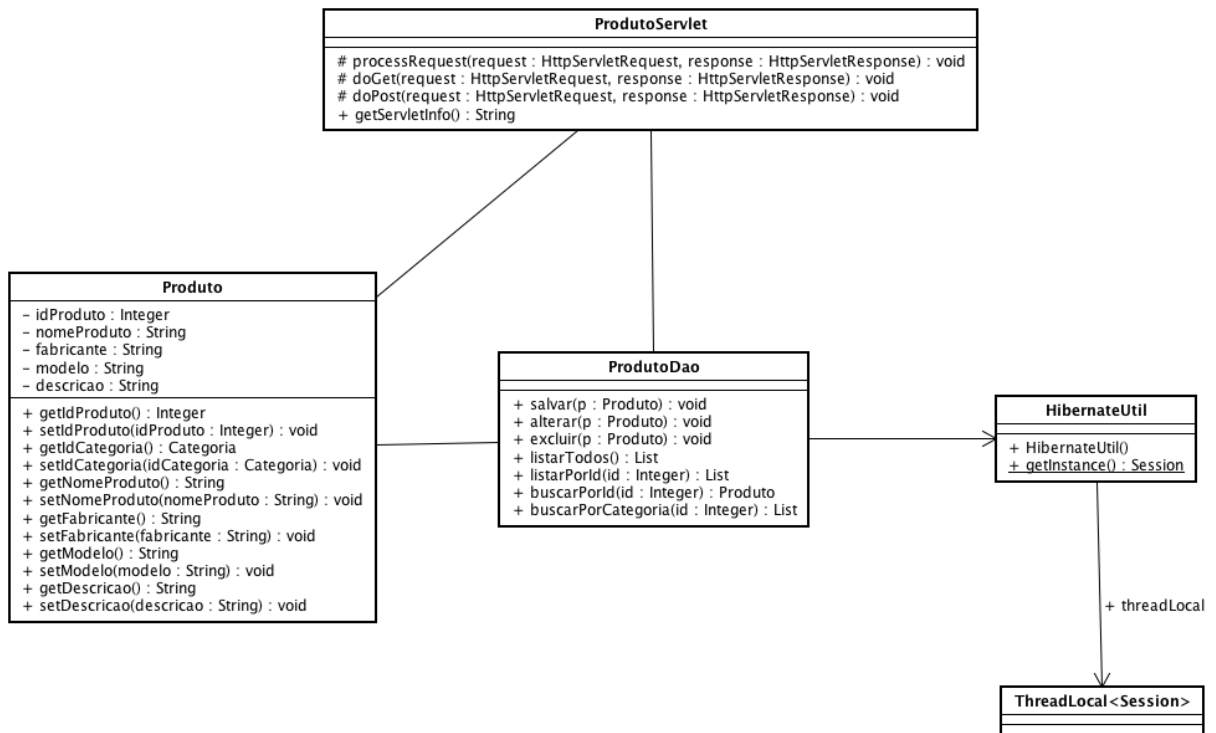 ProdutoServlet
# processRequest(request : HttpServletRequest, response : HttpServletResponse) : void
# doGet(request : HttpServletRequest, response : HttpServletResponse) : void
# doPost(request : HttpServletRequest, response : HttpServletResponse) : void
+ getServletInfo() : String
Produto
- idProduto : Integer
- nomeProduto : String
- fabricante : String
- modelo : String
- descricao : String
+ getIdProduto() : Integer
+ setIdProduto(idProduto : Integer) : void
+ getIdCategoria() : Categoria
+ setIdCategoria(idCategoria : Categoria) : void
+ getNomeProduto() : String
+ setNomeProduto(nomeProduto : String) : void
+ getFabricante() : String
+ setFabricante(fabricante : String) : void
+ getModelo() : String
+ setModelo(modelo : String) : void
+ getDescricao() : String
+ setDescricao(descricao : String) : void
ProdutoDao
+ salvar(p : Produto) : void
+ alterar(p : Produto) : void
+ excluir(p : Produto) : void
+ listarTodos() : List
+ listarPorId(id : Integer) : List
+ buscarPorId(id : Integer) : Produto
+ buscarPorCategoria(id : Integer) : List
HibernateUtil
+ HibernateUtil()
+ getInstance() : Session
+ threadLocal
ThreadLocal<Session>